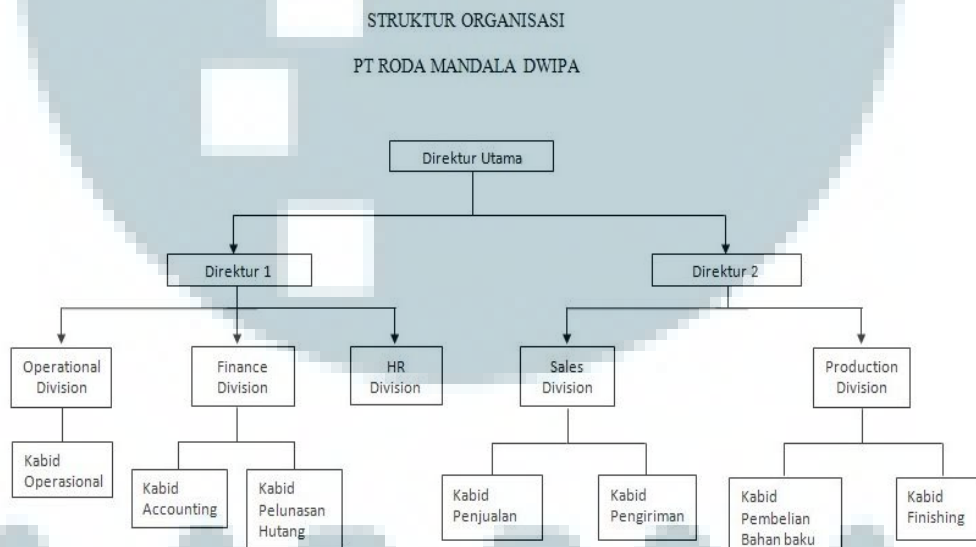 STRUKTUR ORGANISASI
PT RODA MANDALA DWIPA
Direktur Utama
Direktur 1
Direktur 2
Operational
Division
Finance
Division
HR
Division
Sales
Division
Production
Division
Kabid
Operasional
Kabid
Accounting
Kabid
Pelunasan
Hutang
Kabid
Penjualan
Kabid
Pengiriman
Kabid
Pembelian
Bahan baku
Kabid
Finishing